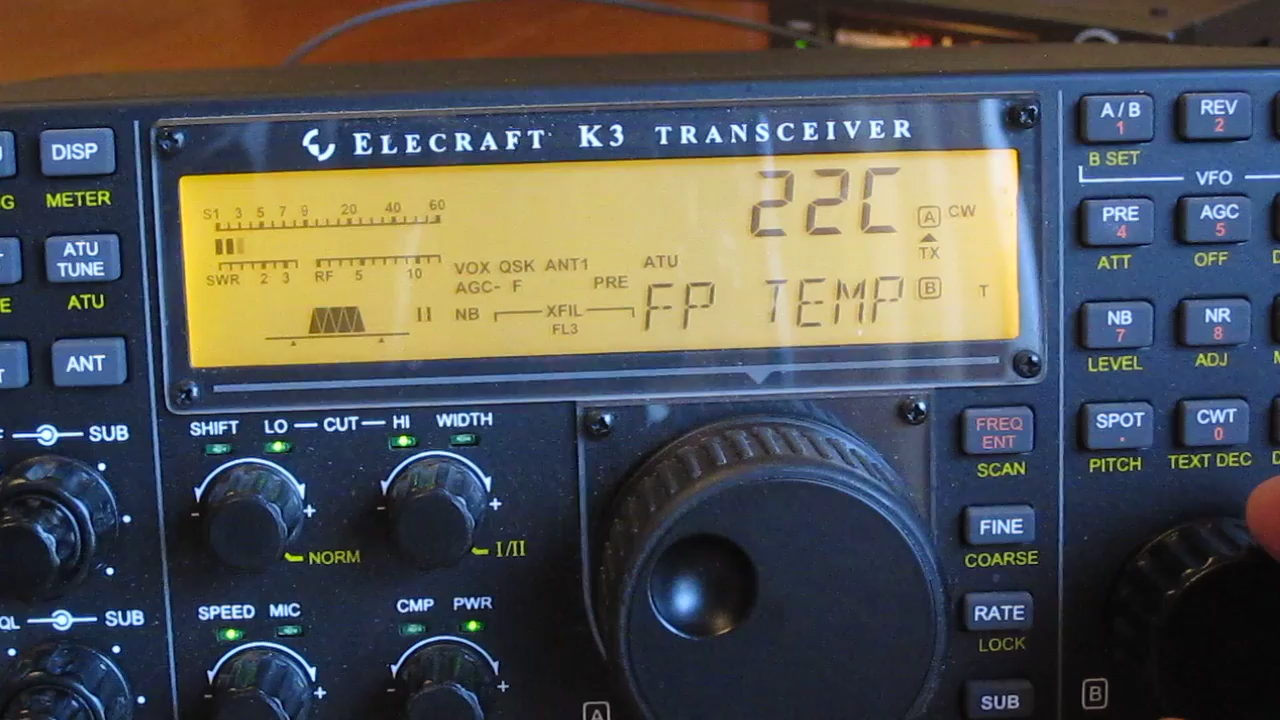 ELECRAFT K3 TRANSCEIVER
DISP
METER
ATU TUNE
ATU
ANT
S1 3 5 7 9 20 40 60
SWR 2 3 RF 5 10
22C
A CW
TX
VOX QSK ANT1 ATU
AGC- F PRE
NB XFIL
FL3
II
FP TEMP
B T
A/B 1
REV 2
B SET
VFO
PRE 4
AGC 5
ATT
OFF
NB 7
NR 8
LEVEL
ADJ
SPOT .
CWT 0
PITCH
TEXT DEC
SUB
SHIFT LO CUT HI WIDTH
- + - +
NORM
I/II
SUB
SPEED MIC CMP PWR
- + - +
FREQ ENT
SCAN
FINE
COARSE
RATE
LOCK
SUB
A
B